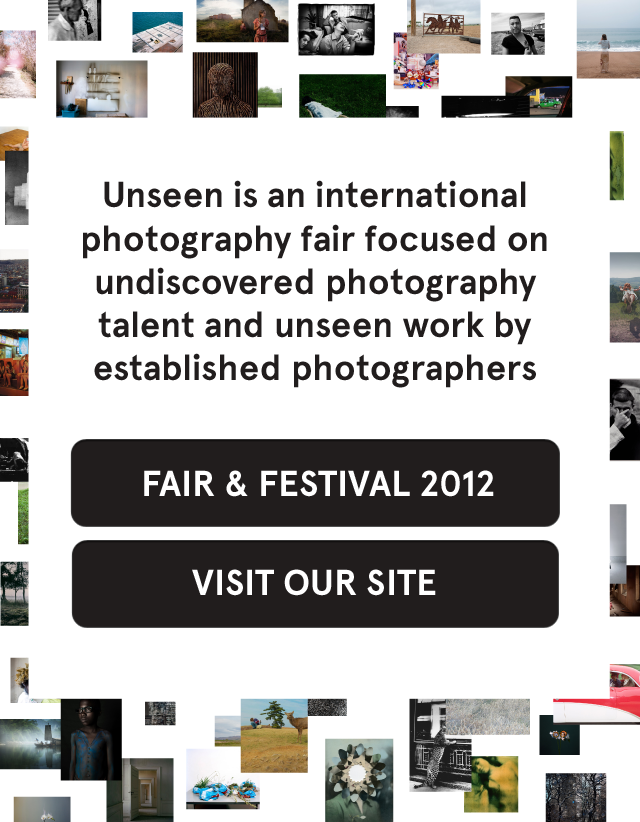 Unseen is an international
photography fair focused on
undiscovered photography
talent and unseen work by
established photographers
FAIR & FESTIVAL 2012
VISIT OUR SITE